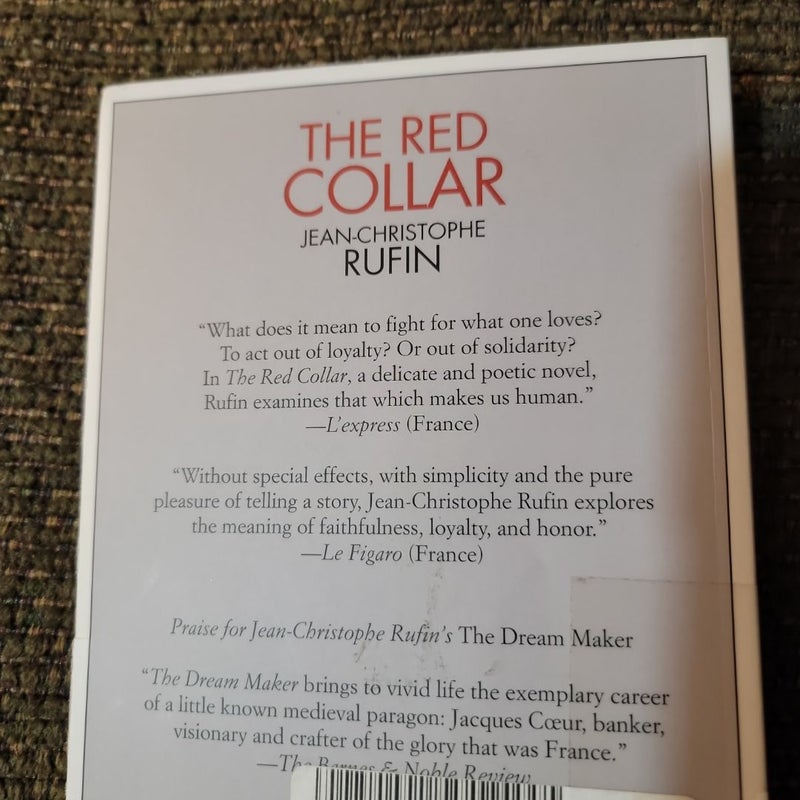 THE RED
COLLAR
JEAN-CHRISTOPHE
RUFIN
“What does it mean to fight for what one loves?
To act out of loyalty? Or out of solidarity?
In The Red Collar, a delicate and poetic novel,
Rufin examines that which makes us human.”
—L’express (France)
“Without special effects, with simplicity and the pure
pleasure of telling a story, Jean-Christophe Rufin explores
the meaning of faithfulness, loyalty, and honor.”
—Le Figaro (France)
Praise for Jean-Christophe Rufin’s The Dream Maker
“The Dream Maker brings to vivid life the exemplary career
of a little known medieval paragon: Jacques Cœur, banker,
visionary and crafter of the glory that was France.”
—The Barnes & Noble Review